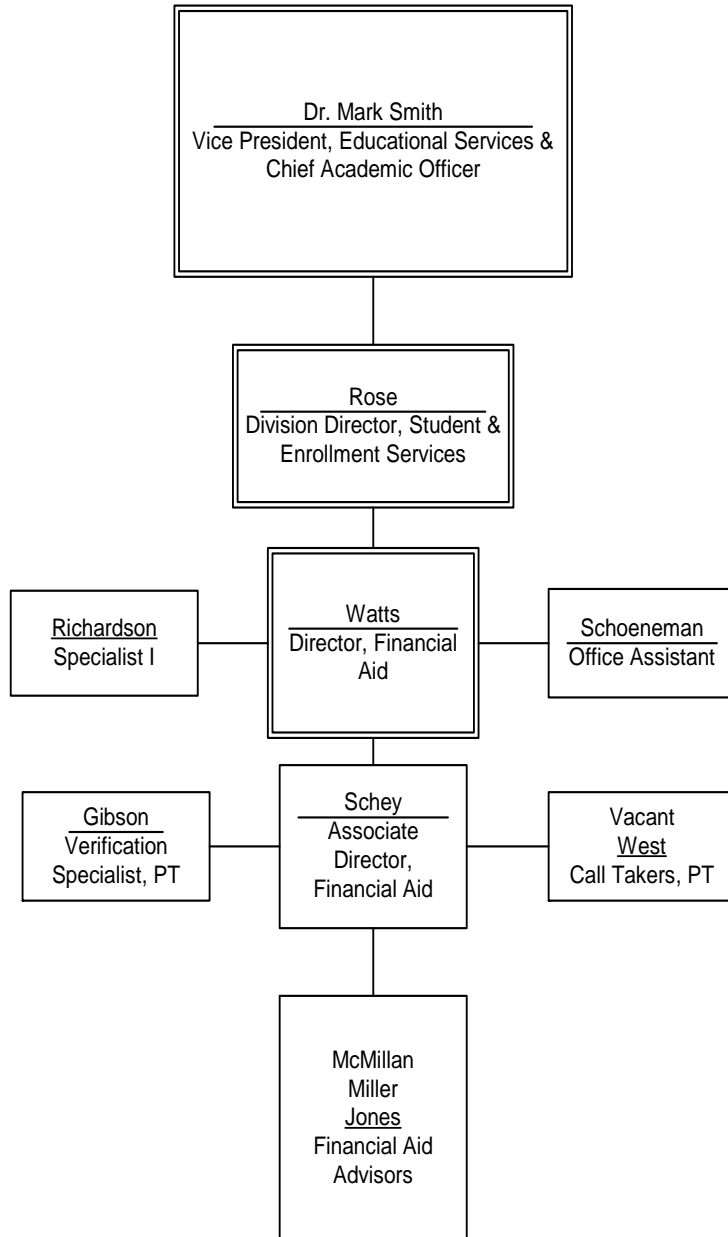 Dr. Mark Smith
Vice President, Educational Services &
Chief Academic Officer
Rose
Division Director, Student &
Enrollment Services
Richardson
Specialist I
Watts
Director, Financial
Aid
Schoeneman
Office Assistant
Gibson
Verification
Specialist, PT
Schey
Associate
Director,
Financial Aid
Vacant
West
Call Takers, PT
McMillan
Miller
Jones
Financial Aid
Advisors